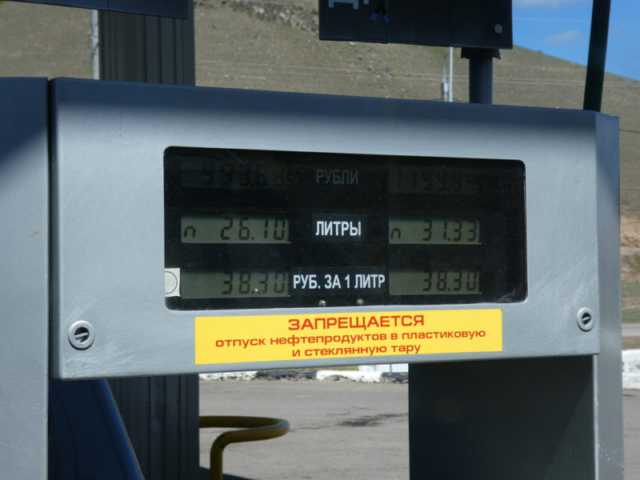 РУБЛИ
26.10 ЛИТРЫ 31.33
38.30 РУБ. ЗА 1 ЛИТР 38.30
ЗАПРЕЩАЕТСЯ
отпуск нефтепродуктов в пластиковую
и стеклянную тару